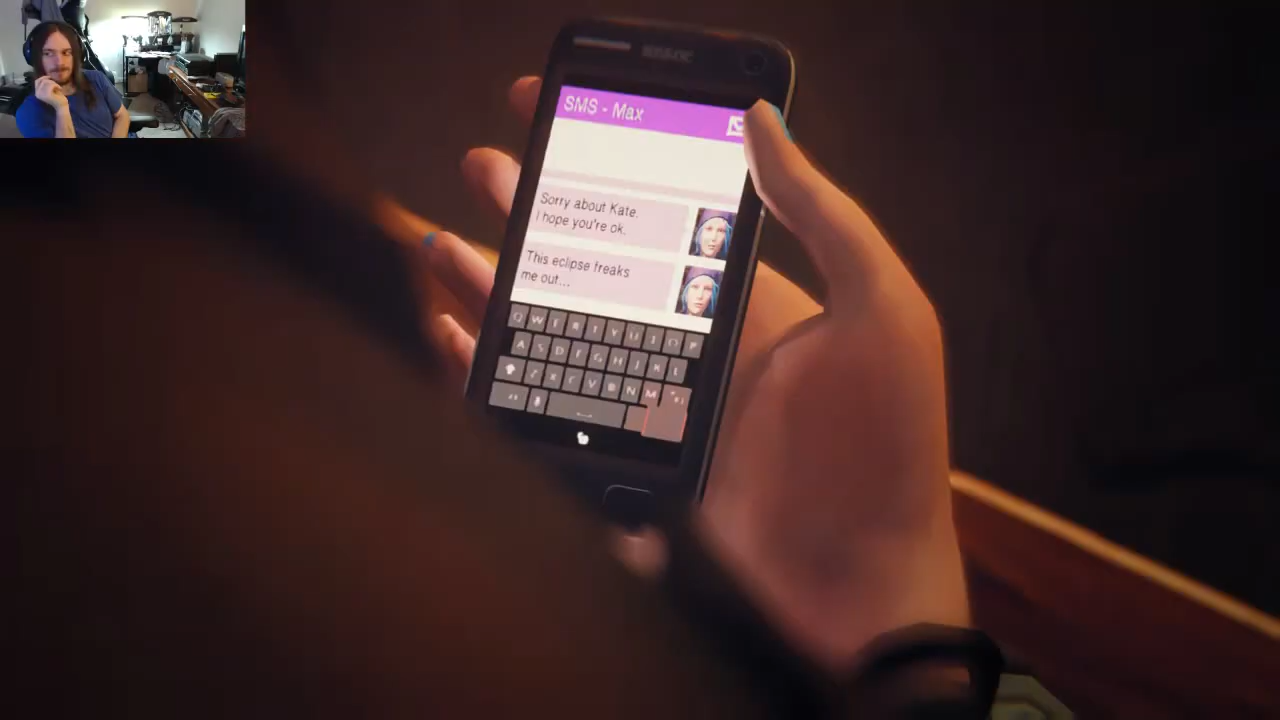 SMS - Max
Sorry about Kate.
I hope you're ok.
This eclipse freaks
me out...
Q W E R T Y U I O P
A S D F G H J K L
Z X C V B N M